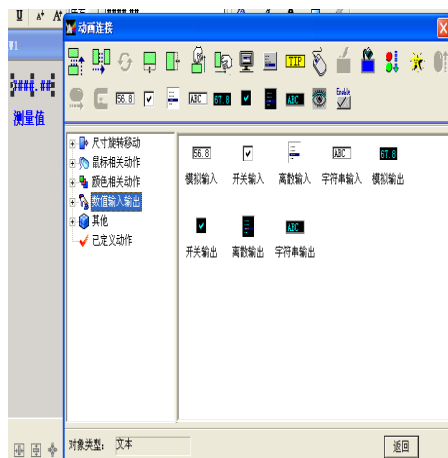 动画连接
###.##
测量值
TIP
Enable
56.8
ABC
67.8
ABC
尺寸旋转移动
鼠标相关动作
颜色相关动作
数值输入输出
其他
已定义动作
56.8
ABC
67.8
模拟输入 开关输入 离散输入 字符串输入 模拟输出
ABC
开关输出 离散输出 字符串输出
对象类型： 文本
返回